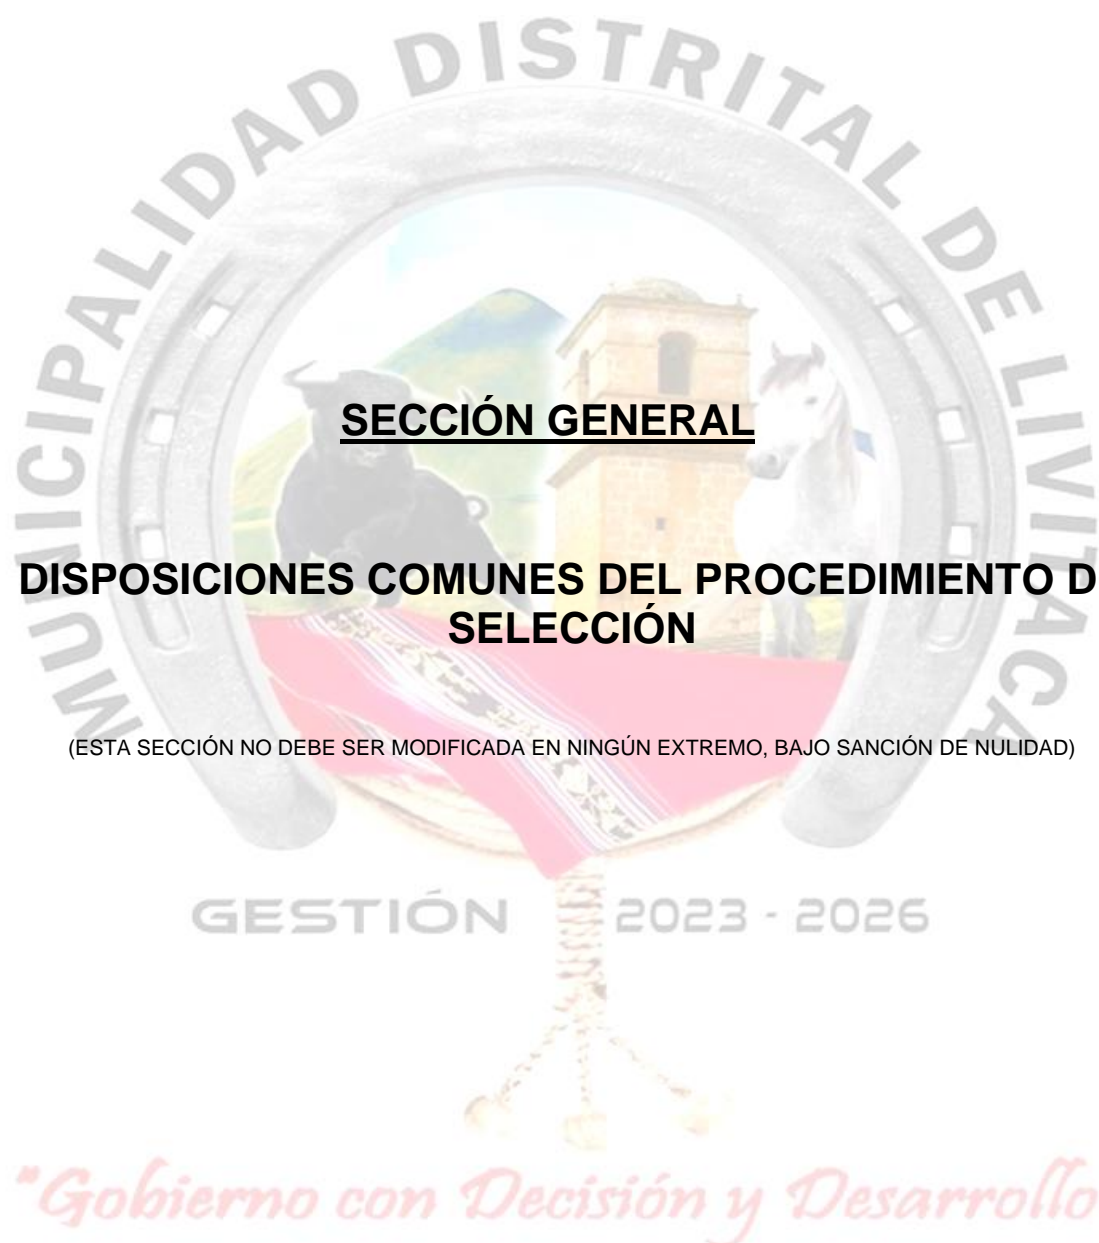 MUNICIPALIDAD DISTRITAL DE LIVITACA
SECCIÓN GENERAL
DISPOSICIONES COMUNES DEL PROCEDIMIENTO D
SELECCIÓN
(ESTA SECCIÓN NO DEBE SER MODIFICADA EN NINGÚN EXTREMO, BAJO SANCIÓN DE NULIDAD)
GESTIÓN 2023 - 2026
"Gobierno con Decisión y Desarrollo